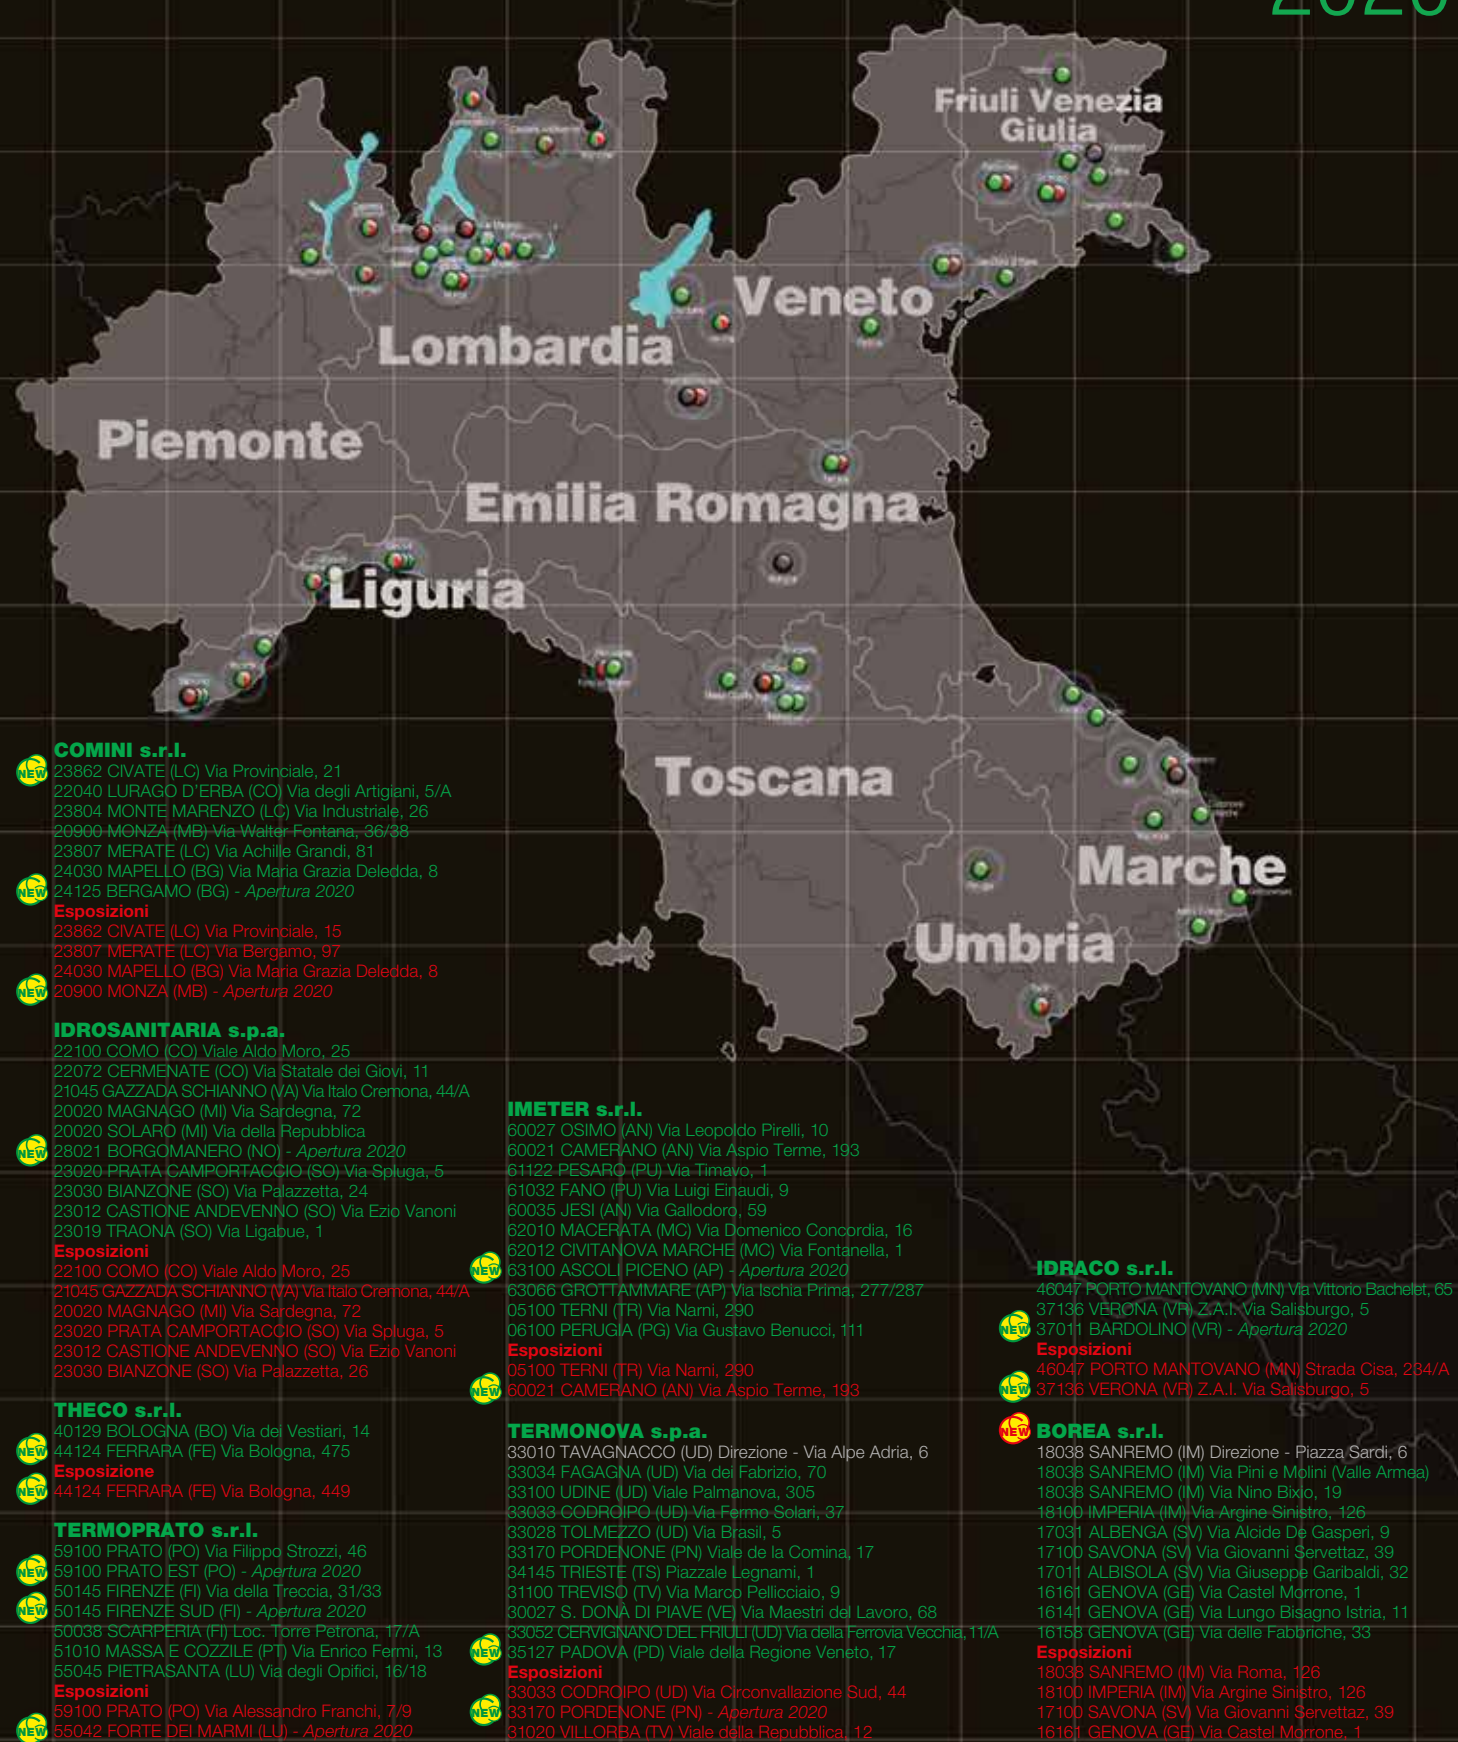 2020
Friuli Venezia
Giulia
Veneto
Lombardia
Piemonte
Emilia Romagna
Liguria
Toscana
Marche
Umbria
COMINI s.r.l.
NEW 23862 CIVATE (LC) Via Provinciale, 21
22040 LURAGO D'ERBA (CO) Via degli Artigiani, 5/A
23804 MONTE MARENZO (LC) Via Industriale, 26
20900 MONZA (MB) Via Walter Fontana, 36/38
23807 MERATE (LC) Via Achille Grandi, 81
24030 MAPELLO (BG) Via Maria Grazia Deledda, 8
NEW 24125 BERGAMO (BG) - Apertura 2020
Esposizioni
23862 CIVATE (LC) Via Provinciale, 15
23807 MERATE (LC) Via Bergamo, 97
24030 MAPELLO (BG) Via Maria Grazia Deledda, 8
NEW 20900 MONZA (MB) - Apertura 2020
IDROSANITARIA s.p.a.
22100 COMO (CO) Viale Aldo Moro, 25
22072 CERMENATE (CO) Via Statale dei Giovi, 11
21045 GAZZADA SCHIANNO (VA) Via Italo Cremona, 44/A
20020 MAGNAGO (MI) Via Sardegna, 72
20020 SOLARO (MI) Via della Repubblica
NEW 28021 BORGOMANERO (NO) - Apertura 2020
23020 PRATA CAMPORTACCIO (SO) Via Spluga, 5
23030 BIANZONE (SO) Via Palazzetta, 24
23012 CASTIONE ANDEVENNO (SO) Via Ezio Vanoni
23019 TRAONA (SO) Via Ligabue, 1
Esposizioni
22100 COMO (CO) Viale Aldo Moro, 25
21045 GAZZADA SCHIANNO (VA) Via Italo Cremona, 44/A
20020 MAGNAGO (MI) Via Sardegna, 72
23020 PRATA CAMPORTACCIO (SO) Via Spluga, 5
23012 CASTIONE ANDEVENNO (SO) Via Ezio Vanoni
23030 BIANZONE (SO) Via Palazzetta, 26
THECO s.r.l.
40129 BOLOGNA (BO) Via dei Vestiari, 14
NEW 44124 FERRARA (FE) Via Bologna, 475
Esposizione
NEW 44124 FERRARA (FE) Via Bologna, 449
TERMOPRATO s.r.l.
59100 PRATO (PO) Via Filippo Strozzi, 46
NEW 59100 PRATO EST (PO) - Apertura 2020
50145 FIRENZE (FI) Via della Treccia, 31/33
NEW 50145 FIRENZE SUD (FI) - Apertura 2020
50038 SCARPERIA (FI) Loc. Torre Petrona, 17/A
51010 MASSA E COZZILE (PT) Via Enrico Fermi, 13
55045 PIETRASANTA (LU) Via degli Opifici, 16/18
Esposizioni
59100 PRATO (PO) Via Alessandro Franchi, 7/9
NEW 55042 FORTE DEI MARMI (LU) - Apertura 2020
IMETER s.r.l.
60027 OSIMO (AN) Via Leopoldo Pirelli, 10
60021 CAMERANO (AN) Via Aspio Terme, 193
61122 PESARO (PU) Via Timavo, 1
61032 FANO (PU) Via Luigi Einaudi, 9
60035 JESI (AN) Via Gallodoro, 59
62010 MACERATA (MC) Via Domenico Concordia, 16
62012 CIVITANOVA MARCHE (MC) Via Fontanella, 1
NEW 63100 ASCOLI PICENO (AP) - Apertura 2020
63066 GROTTAMMARE (AP) Via Ischia Prima, 277/287
05100 TERNI (TR) Via Narni, 290
06100 PERUGIA (PG) Via Gustavo Benucci, 111
Esposizioni
05100 TERNI (TR) Via Narni, 290
NEW 60021 CAMERANO (AN) Via Aspio Terme, 193
TERMONOVA s.p.a.
33010 TAVAGNACCO (UD) Direzione - Via Alpe Adria, 6
33034 FAGAGNA (UD) Via dei Fabrizio, 70
33100 UDINE (UD) Viale Palmanova, 305
33033 CODROIPO (UD) Via Fermo Solari, 37
33028 TOLMEZZO (UD) Via Brasil, 5
33170 PORDENONE (PN) Viale de la Comina, 17
34145 TRIESTE (TS) Piazzale Legnami, 1
31100 TREVISO (TV) Via Marco Pellicciaio, 9
30027 S. DONÀ DI PIAVE (VE) Via Maestri del Lavoro, 68
33052 CERVIGNANO DEL FRIULI (UD) Via della Ferrovia Vecchia, 11/A
NEW 35127 PADOVA (PD) Viale della Regione Veneto, 17
Esposizioni
33033 CODROIPO (UD) Via Circonvallazione Sud, 44
NEW 33170 PORDENONE (PN) - Apertura 2020
31020 VILLORBA (TV) Viale della Repubblica, 12
IDRACO s.r.l.
46047 PORTO MANTOVANO (MN) Via Vittorio Bachelet, 65
37136 VERONA (VR) Z.A.I. Via Salisburgo, 5
NEW 37011 BARDOLINO (VR) - Apertura 2020
Esposizioni
46047 PORTO MANTOVANO (MN) Strada Cisa, 234/A
NEW 37136 VERONA (VR) Z.A.I. Via Salisburgo, 5
NEW BOREA s.r.l.
18038 SANREMO (IM) Direzione - Piazza Sardi, 6
18038 SANREMO (IM) Via Pini e Molini (Valle Armea)
18038 SANREMO (IM) Via Nino Bixio, 19
18100 IMPERIA (IM) Via Argine Sinistro, 126
17031 ALBENGA (SV) Via Alcide De Gasperi, 9
17100 SAVONA (SV) Via Giovanni Servettaz, 39
17011 ALBISOLA (SV) Via Giuseppe Garibaldi, 32
16161 GENOVA (GE) Via Castel Morrone, 1
16141 GENOVA (GE) Via Lungo Bisagno Istria, 11
16158 GENOVA (GE) Via delle Fabbriche, 33
Esposizioni
18038 SANREMO (IM) Via Roma, 126
18100 IMPERIA (IM) Via Argine Sinistro, 126
17100 SAVONA (SV) Via Giovanni Servettaz, 39
16161 GENOVA (GE) Via Castel Morrone, 1